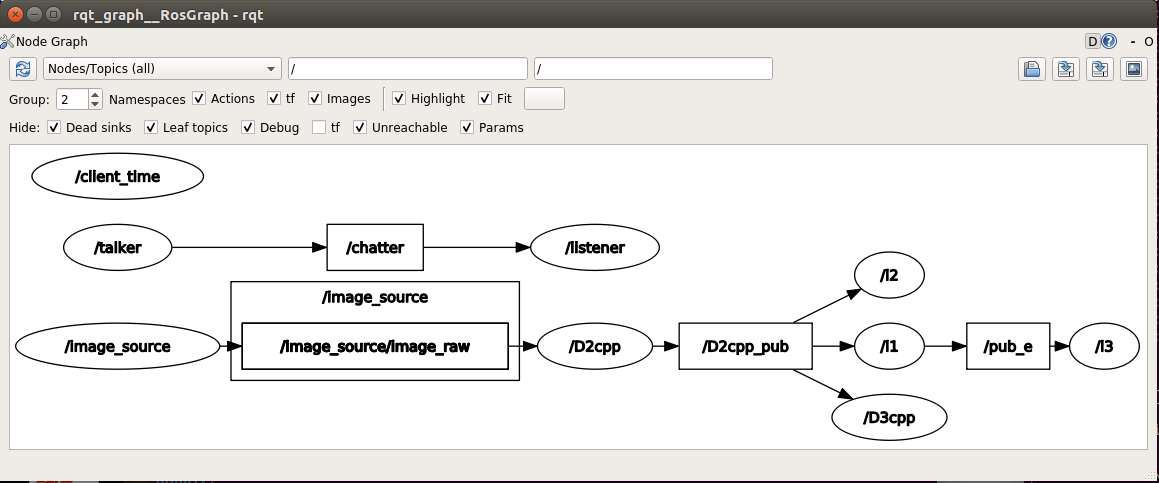 rqt_graph__RosGraph - rqt
Node Graph
D ? - O
Nodes/Topics (all) / /
Group: 2 Namespaces Actions tf Images Highlight Fit
Hide: Dead sinks Leaf topics Debug tf Unreachable Params
/client_time
/talker /chatter /listener
/l2
/image_source
/image_source /image_source/image_raw /D2cpp /D2cpp_pub /l1 /pub_e /l3
/D3cpp